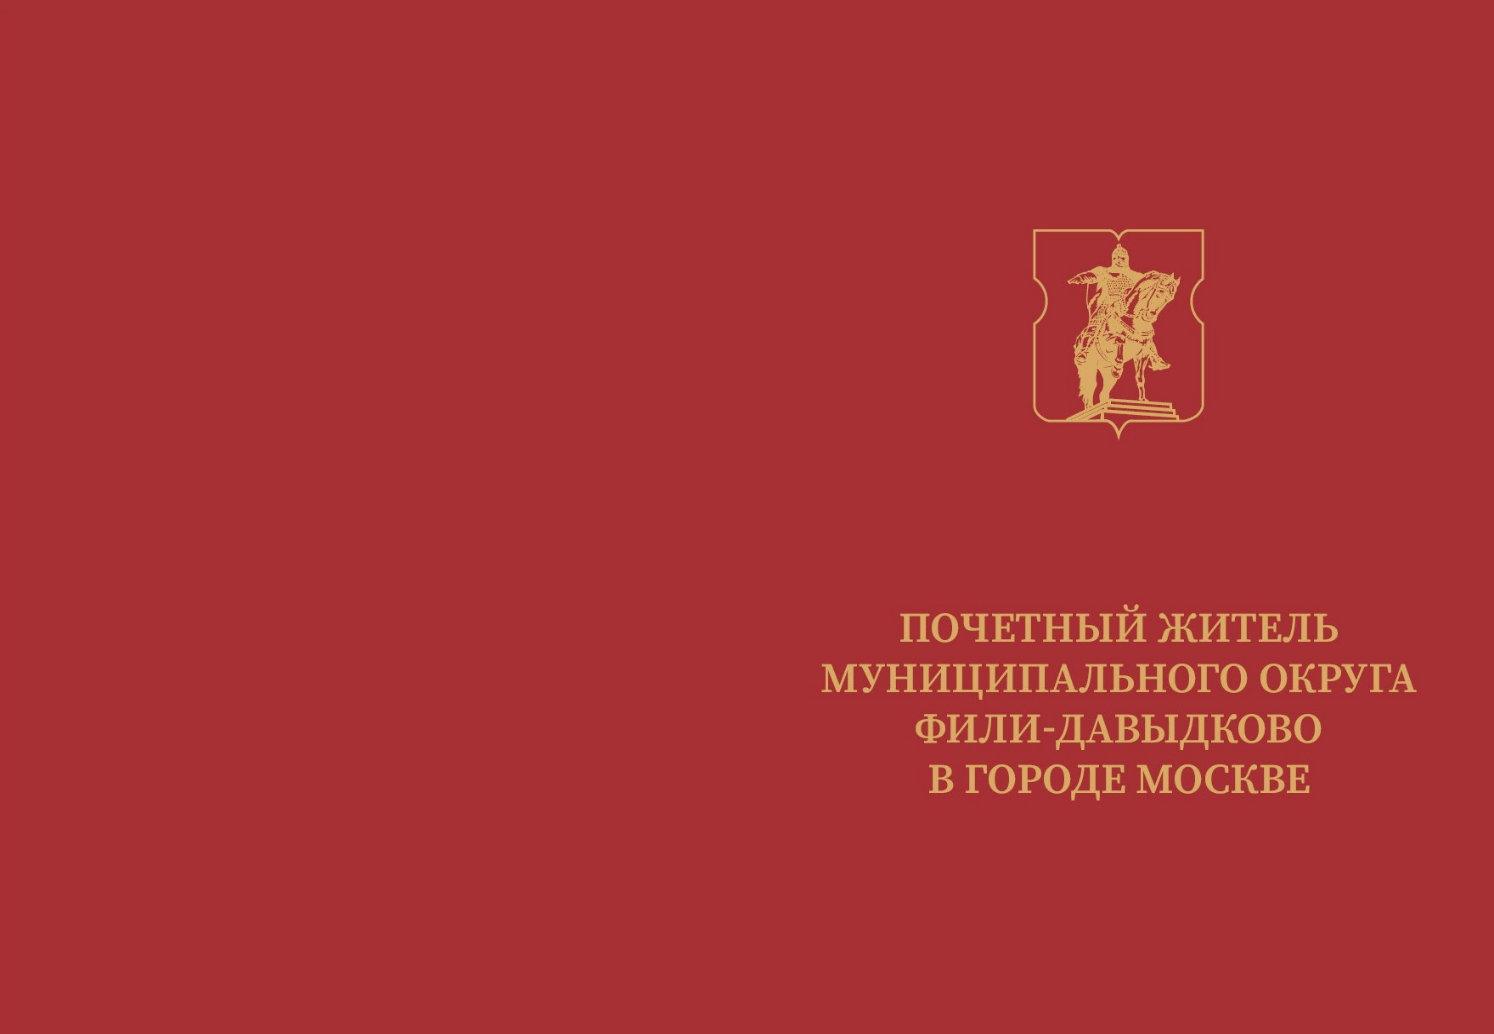 ПОЧЕТНЫЙ ЖИТЕЛЬ
МУНИЦИПАЛЬНОГО ОКРУГА
ФИЛИ-ДАВЫДКОВО
В ГОРОДЕ МОСКВЕ